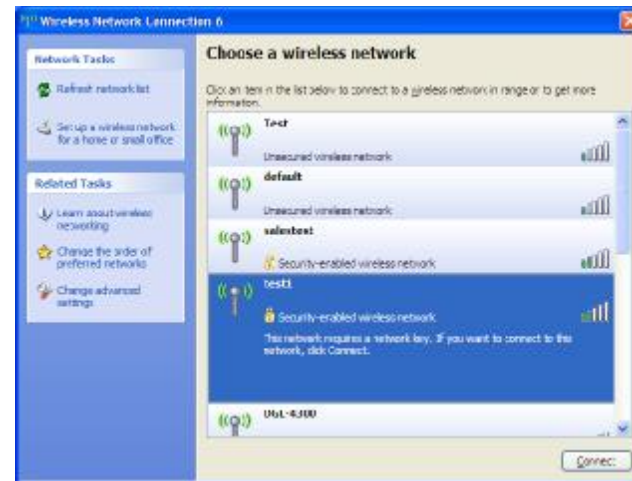 Wireless Network Connection 6
Network Tasks
Refresh network list
Set up a wireless network
for a home or small office
Related Tasks
Learn about wireless
networking
Change the order of
preferred networks
Change advanced
settings
Choose a wireless network
Click an item in the list below to connect to a wireless network in range or to get more
information.
Test
Unsecured wireless network
default
Unsecured wireless network
salestest
Security-enabled wireless network
test1
Security-enabled wireless network
This network requires a network key. If you want to connect to this
network, click Connect.
DGL-4300
Connect